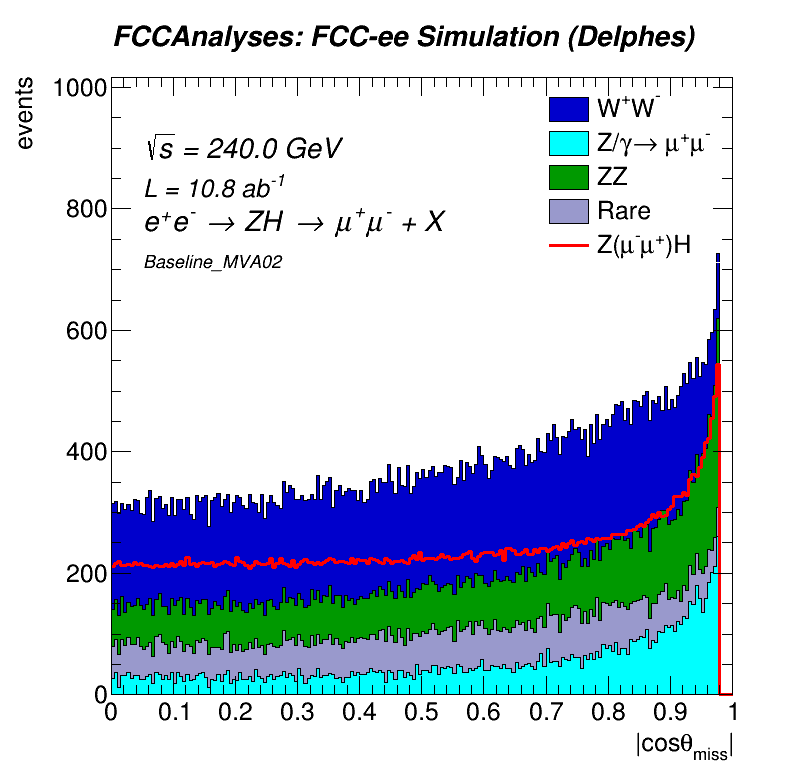 FCCAnalyses: FCC-ee Simulation (Delphes)
events
1000
800
600
400
200
0
√s = 240.0 GeV
L = 10.8 ab⁻¹
e⁺e⁻ → ZH → μ⁺μ⁻ + X
Baseline_MVA02
W⁺W⁻
Z/γ→ μ⁺μ⁻
ZZ
Rare
Z(μ⁻μ⁺)H
0 0.1 0.2 0.3 0.4 0.5 0.6 0.7 0.8 0.9 1
|cosθ_miss|